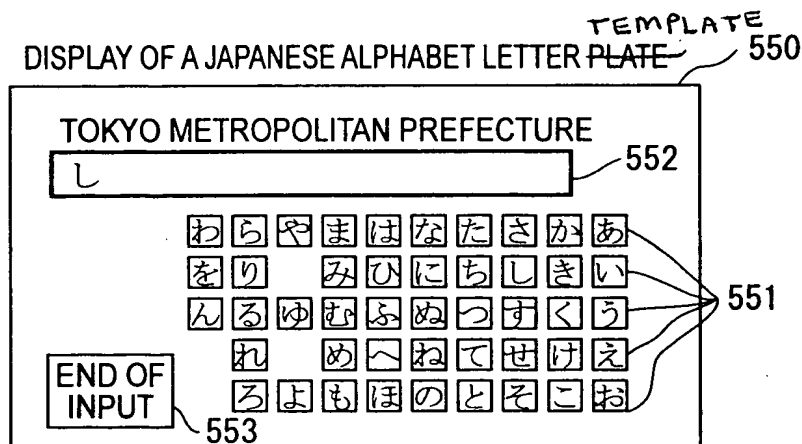 TEMPLATE
DISPLAY OF A JAPANESE ALPHABET LETTER PLATE
550
TOKYO METROPOLITAN PREFECTURE
し
552
わ ら や ま は な た さ か あ
を り み ひ に ち し き い
ん る ゆ む ふ ぬ つ す く う
551
れ め へ ね て せ け え
ろ よ も ほ の と そ こ お
END OF
INPUT
553